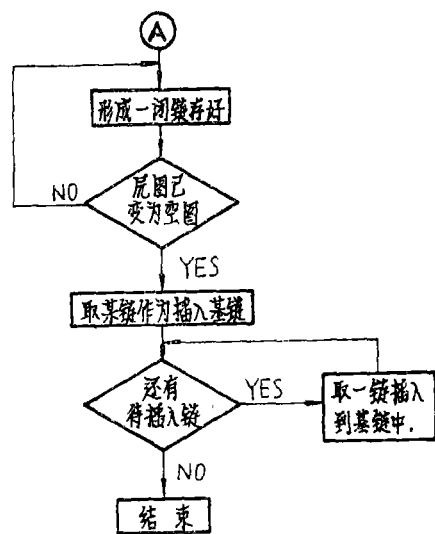 A
形成一闭链存好
尻图已
变为空图
NO
YES
取某链作为插入基链
还有
待插入链
YES
取一链插入
到基链中.
NO
结束